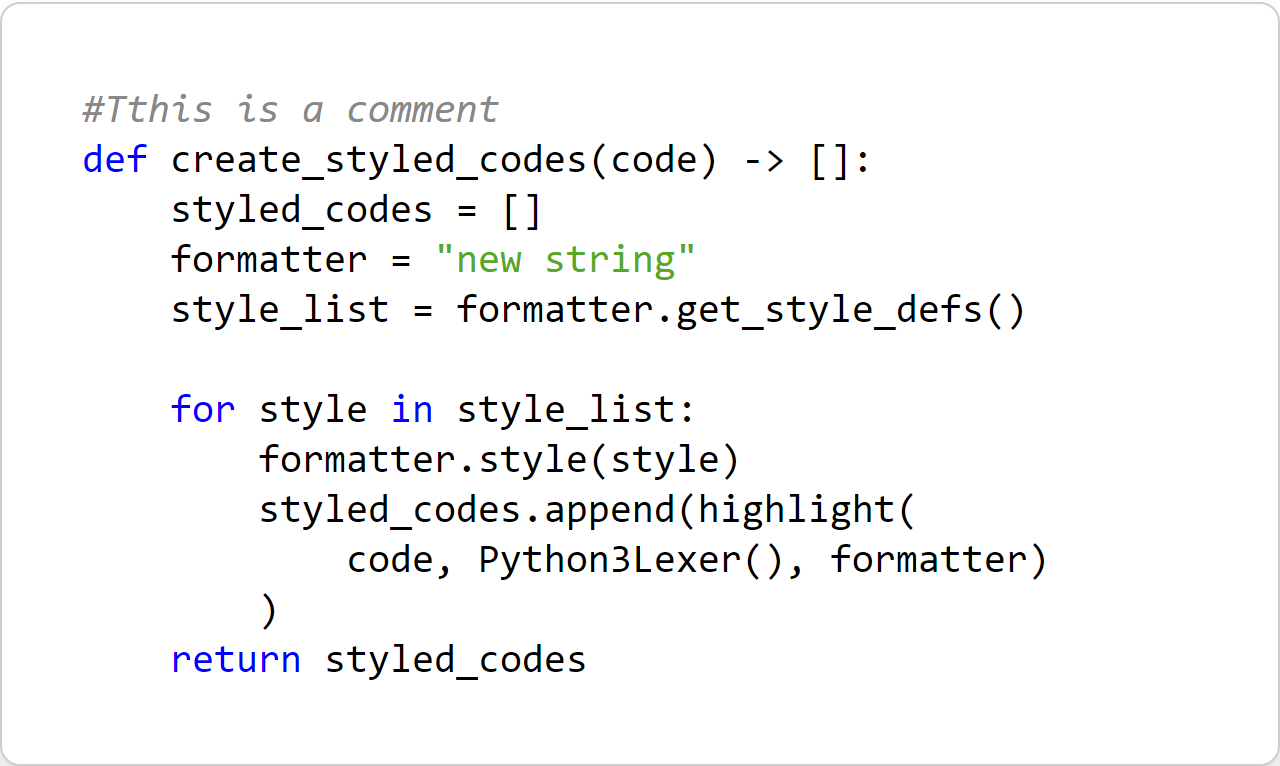 #Tthis is a comment
def create_styled_codes(code) -> []:
    styled_codes = []
    formatter = "new string"
    style_list = formatter.get_style_defs()

    for style in style_list:
        formatter.style(style)
        styled_codes.append(highlight(
            code, Python3Lexer(), formatter)
        )
    return styled_codes